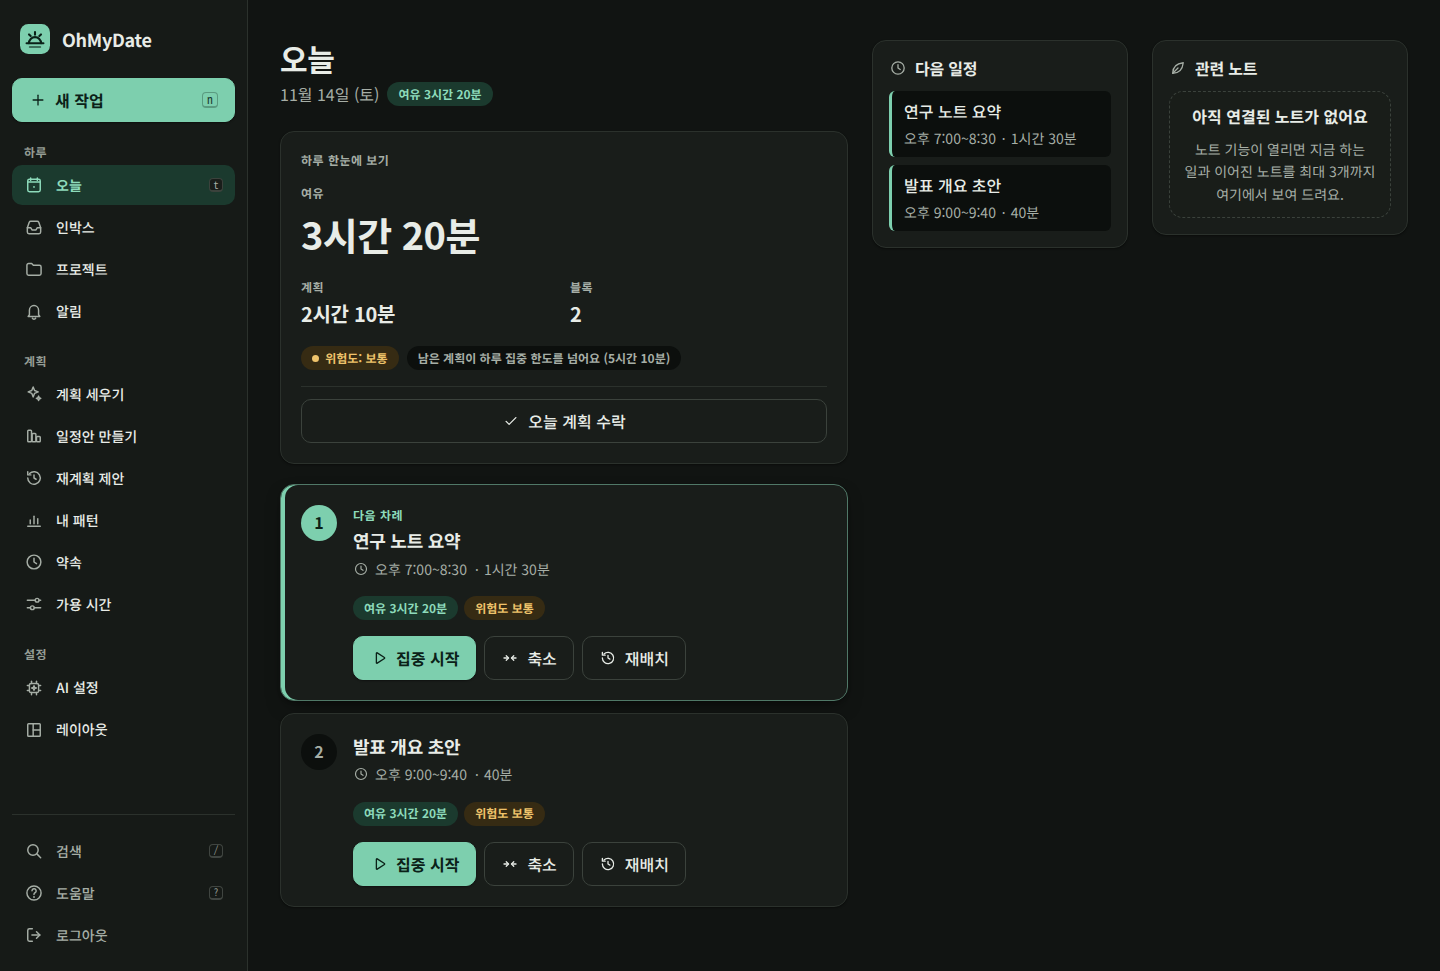 OhMyDate
새 작업
n
하루
오늘
t
인박스
프로젝트
알림
계획
계획 세우기
일정안 만들기
재계획 제안
내 패턴
약속
가용 시간
설정
AI 설정
레이아웃
검색
/
도움말
?
로그아웃
오늘
11월 14일 (토)
여유 3시간 20분
하루 한눈에 보기
여유
3시간 20분
계획
2시간 10분
블록
2
위험도: 보통
남은 계획이 하루 집중 한도를 넘어요 (5시간 10분)
오늘 계획 수락
1
다음 차례
연구 노트 요약
오후 7:00~8:30 · 1시간 30분
여유 3시간 20분
위험도 보통
집중 시작
축소
재배치
2
발표 개요 초안
오후 9:00~9:40 · 40분
여유 3시간 20분
위험도 보통
집중 시작
축소
재배치
다음 일정
연구 노트 요약
오후 7:00~8:30 · 1시간 30분
발표 개요 초안
오후 9:00~9:40 · 40분
관련 노트
아직 연결된 노트가 없어요
노트 기능이 열리면 지금 하는
일과 이어진 노트를 최대 3개까지
여기에서 보여 드려요.